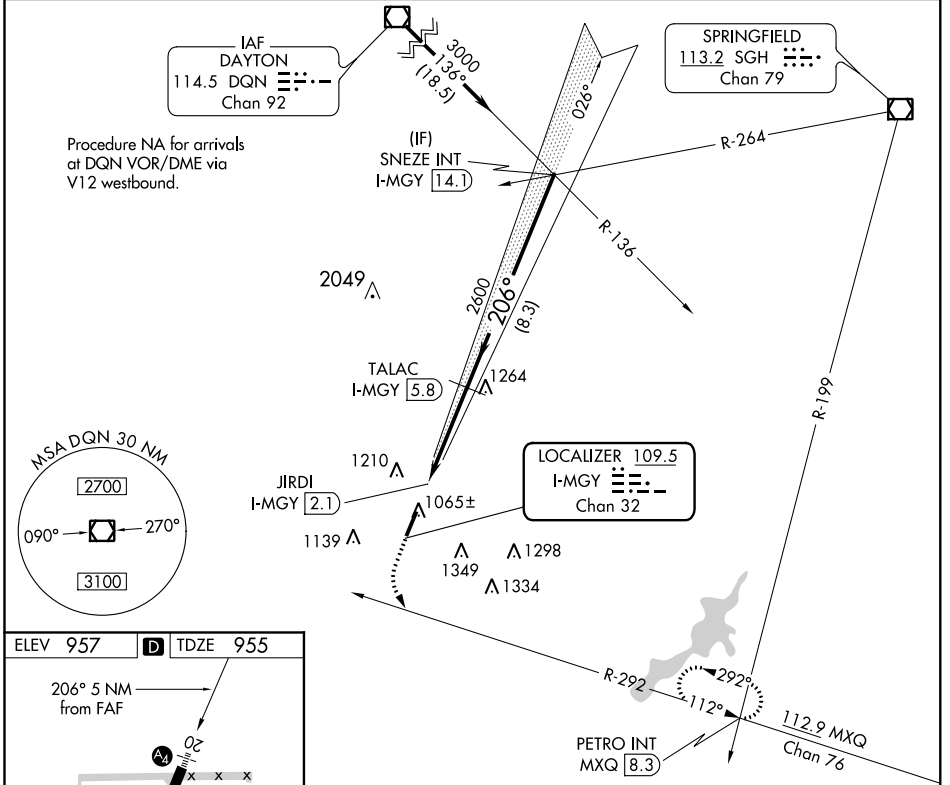 IAF
DAYTON
114.5 DQN
Chan 92
3000
136°
(18.5)
SPRINGFIELD
113.2 SGH
Chan 79
026°
Procedure NA for arrivals
at DQN VOR/DME via
V12 westbound.
(IF)
SNEZE INT
I-MGY 14.1
R-264
R-136
2049
2600
206°
(8.3)
TALAC
I-MGY 5.8
1264
R-199
MSA DQN 30 NM
2700
090°
270°
3100
1210
JIRDI
I-MGY 2.1
1065±
LOCALIZER 109.5
I-MGY
Chan 32
1139
1349
1298
1334
ELEV 957 D TDZE 955
206° 5 NM
from FAF
A4
20
X X X
R-292
292°
112°
PETRO INT
MXQ 8.3
112.9 MXQ
Chan 76